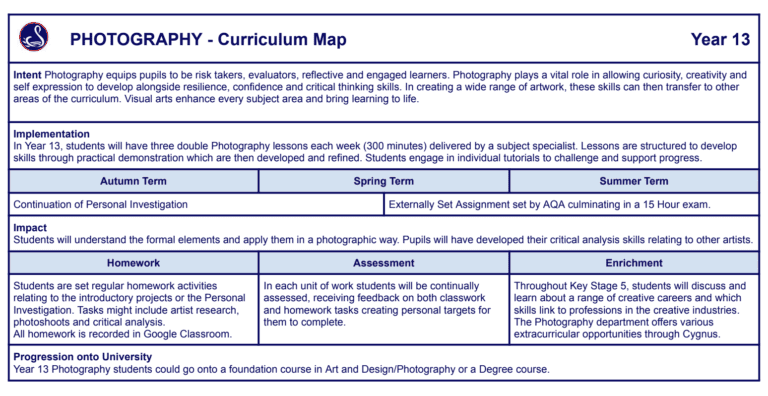 PHOTOGRAPHY - Curriculum Map Year 13
Intent Photography equips pupils to be risk takers, evaluators, reflective and engaged learners. Photography plays a vital role in allowing curiosity, creativity and
self expression to develop alongside resilience, confidence and critical thinking skills. In creating a wide range of artwork, these skills can then transfer to other
areas of the curriculum. Visual arts enhance every subject area and bring learning to life.
Implementation
In Year 13, students will have three double Photography lessons each week (300 minutes) delivered by a subject specialist. Lessons are structured to develop
skills through practical demonstration which are then developed and refined. Students engage in individual tutorials to challenge and support progress.
Autumn Term Spring Term Summer Term
Continuation of Personal Investigation Externally Set Assignment set by AQA culminating in a 15 Hour exam.
Impact
Students will understand the formal elements and apply them in a photographic way. Pupils will have developed their critical analysis skills relating to other artists.
Homework
Students are set regular homework activities
relating to the introductory projects or the Personal
Investigation. Tasks might include artist research,
photoshoots and critical analysis.
All homework is recorded in Google Classroom.
Assessment
In each unit of work students will be continually
assessed, receiving feedback on both classwork
and homework tasks creating personal targets for
them to complete.
Enrichment
Throughout Key Stage 5, students will discuss and
learn about a range of creative careers and which
skills link to professions in the creative industries.
The Photography department offers various
extracurricular opportunities through Cygnus.
Progression onto University
Year 13 Photography students could go onto a foundation course in Art and Design/Photography or a Degree course.